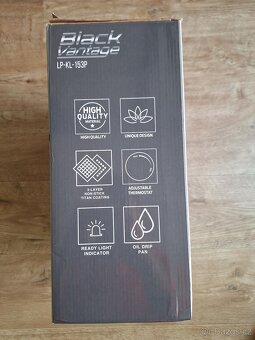 Black
Vantage
LP-KL-153P
HIGH
QUALITY
MATERIAL
HIGH QUALITY
UNIQUE DESIGN
3-LAYER
NON-STICK
TITAN COATING
ADJUSTABLE
THERMOSTAT
READY LIGHT
INDICATOR
OIL DRIP
PAN